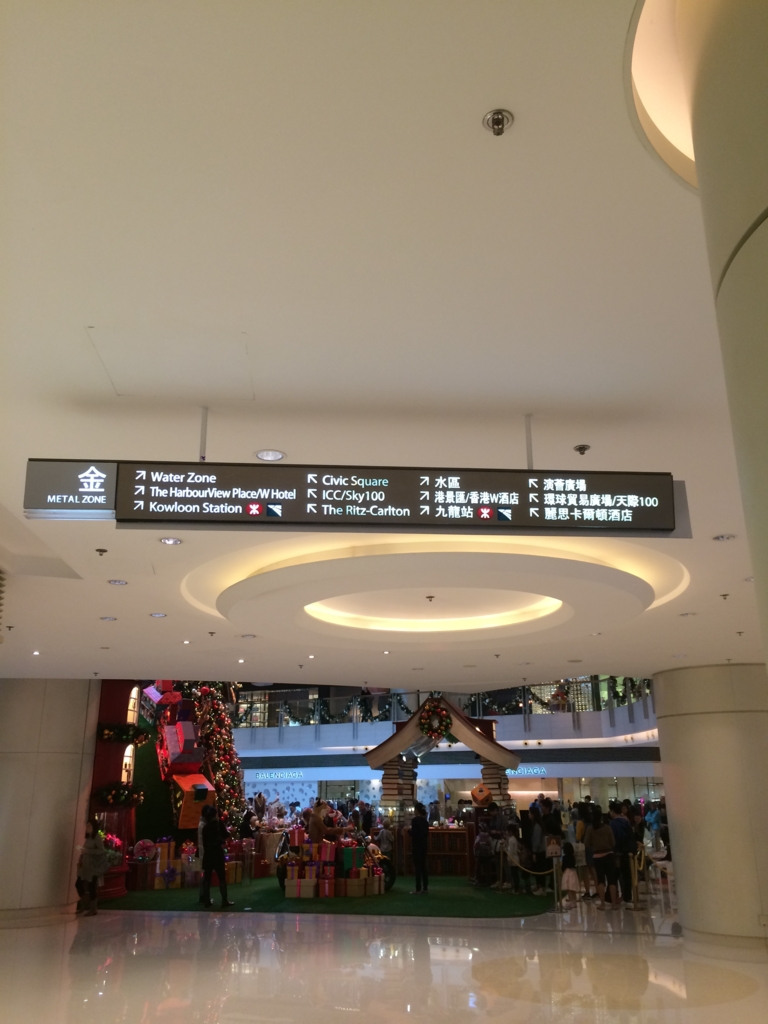 金
METAL ZONE
Water Zone
The HarbourView Place/W Hotel
Kowloon Station
Civic Square
ICC/Sky100
The Ritz-Carlton
水區
港景匯/香港W酒店
九龍站
演薈廣場
環球貿易廣場/天際100
麗思卡爾頓酒店
BALENCIAGA
ENCIAGA